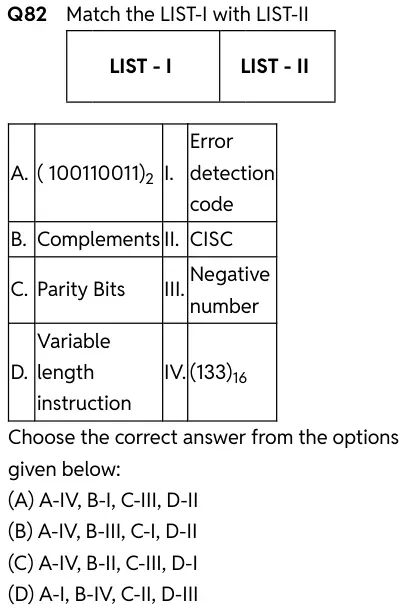 Q82 Match the LIST-I with LIST-II
LIST - I LIST - II
A. ( 100110011)₂ I. Error detection code
B. Complements II. CISC
C. Parity Bits III. Negative number
D. Variable length instruction IV. (133)₁₆
Choose the correct answer from the options
given below:
(A) A-IV, B-I, C-III, D-II
(B) A-IV, B-III, C-I, D-II
(C) A-IV, B-II, C-III, D-I
(D) A-I, B-IV, C-II, D-III